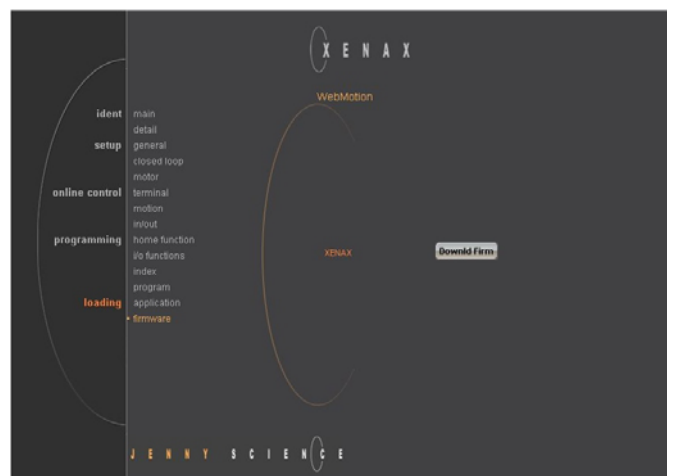 XENAX
WebMotion
ident main
detail
setup general
closed loop
motor
online control terminal
motion
in/out
programming home function
i/o functions
index
program
loading application
firmware
XENAX
Downld Firm
JENNY SCIENCE